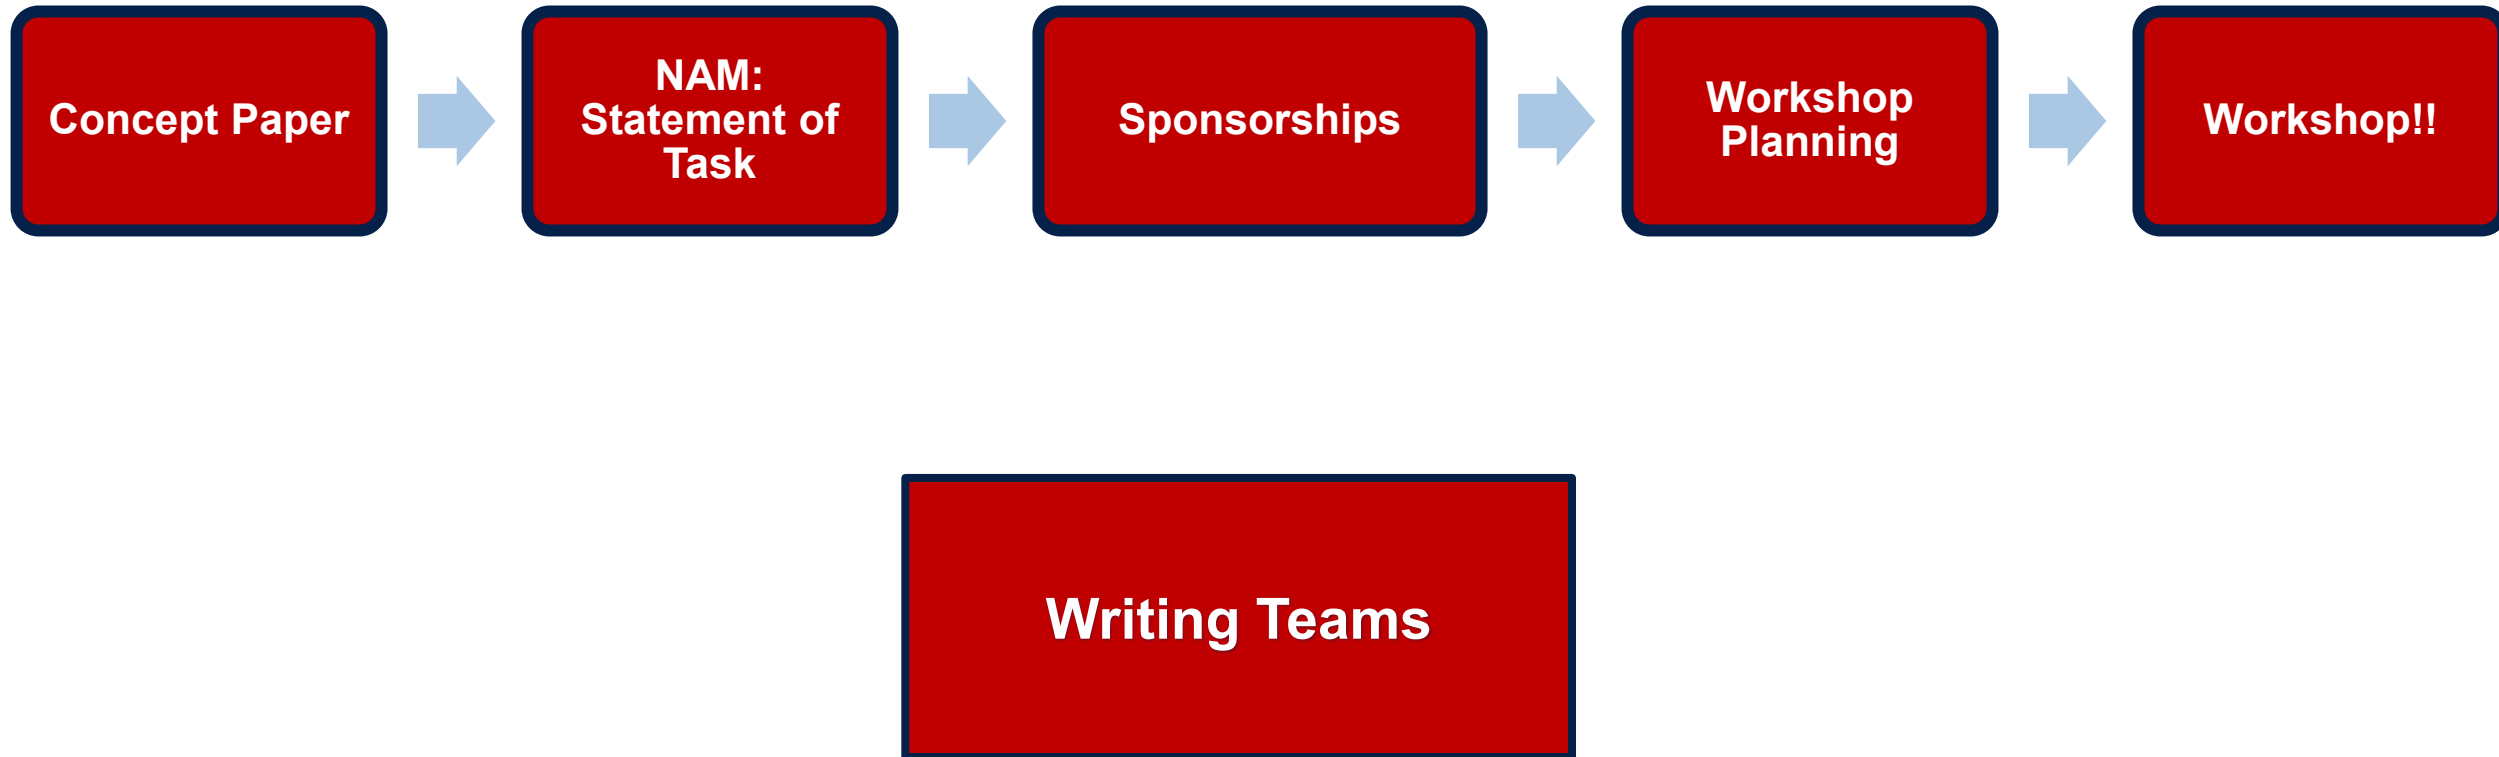 Concept Paper
NAM:
Statement of
Task
Sponsorships
Workshop
Planning
Workshop!!
Writing Teams